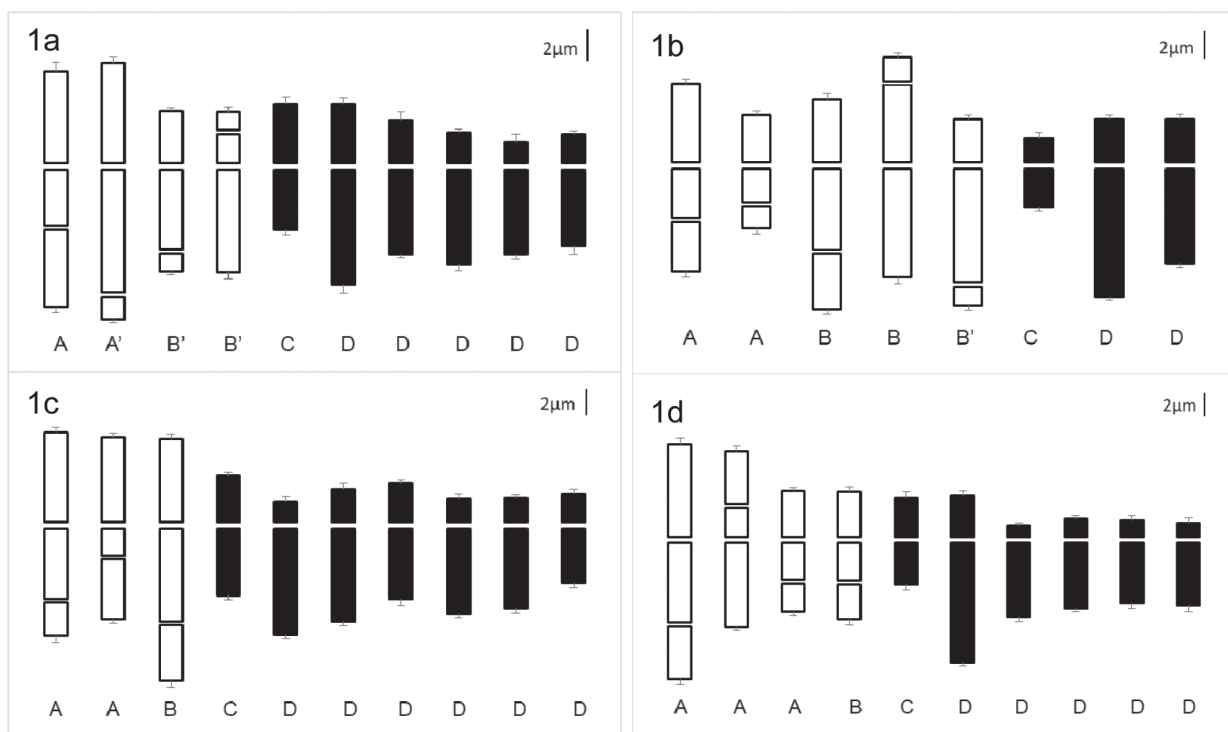 1a
2µm
A A' B' B' C D D D D D
1b
2µm
A A B B B' C D D
1c
2µm
A A B C D D D D D D
1d
2µm
A A A B C D D D D D